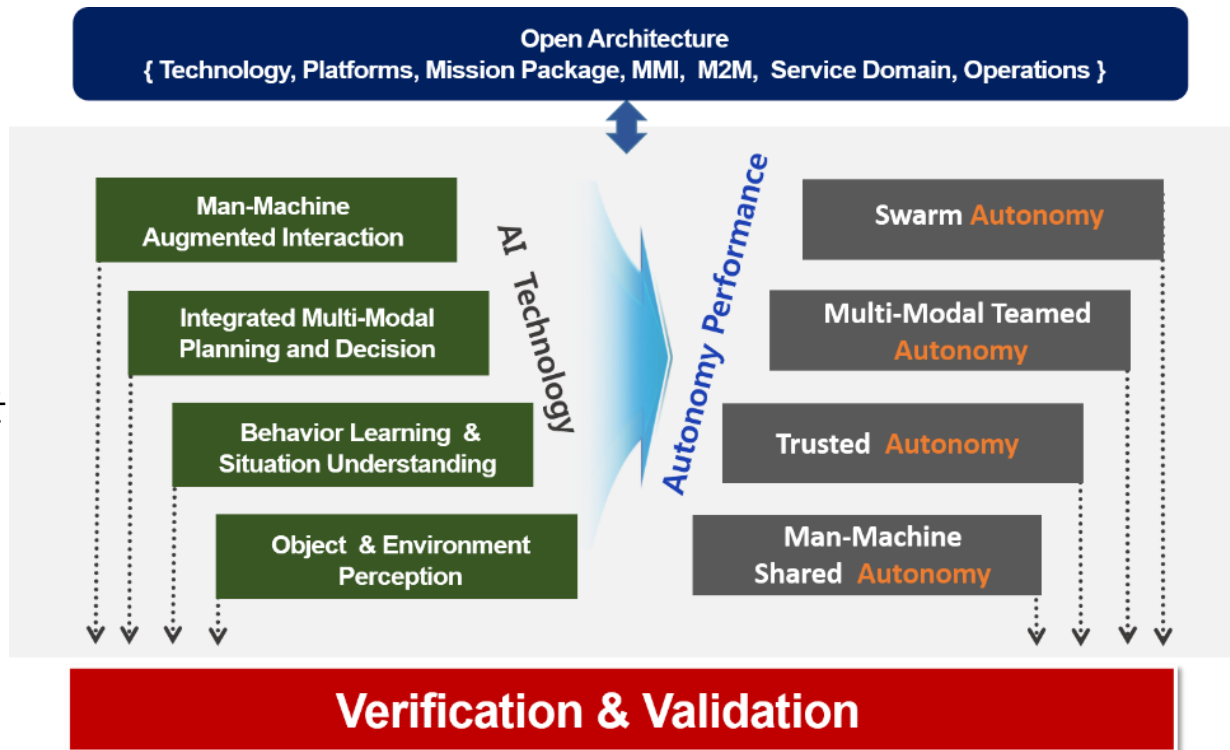 Open Architecture
{ Technology, Platforms, Mission Package, MMI, M2M, Service Domain, Operations }
Man-Machine
Augmented Interaction
Integrated Multi-Modal
Planning and Decision
Behavior Learning &
Situation Understanding
Object & Environment
Perception
AI Technology
Autonomy Performance
Swarm Autonomy
Multi-Modal Teamed
Autonomy
Trusted Autonomy
Man-Machine
Shared Autonomy
Verification & Validation